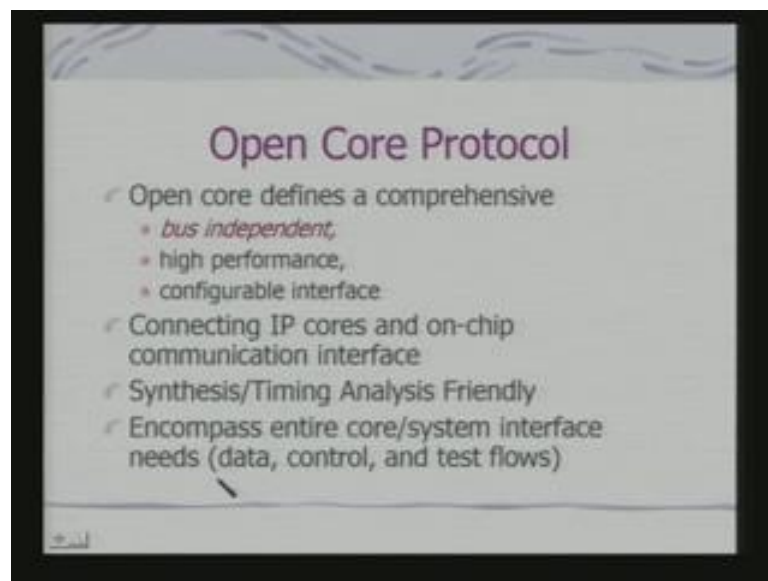 Open Core Protocol
Open core defines a comprehensive
bus independent,
high performance,
configurable interface
Connecting IP cores and on-chip
communication interface
Synthesis/Timing Analysis Friendly
Encompass entire core/system interface
needs (data, control, and test flows)